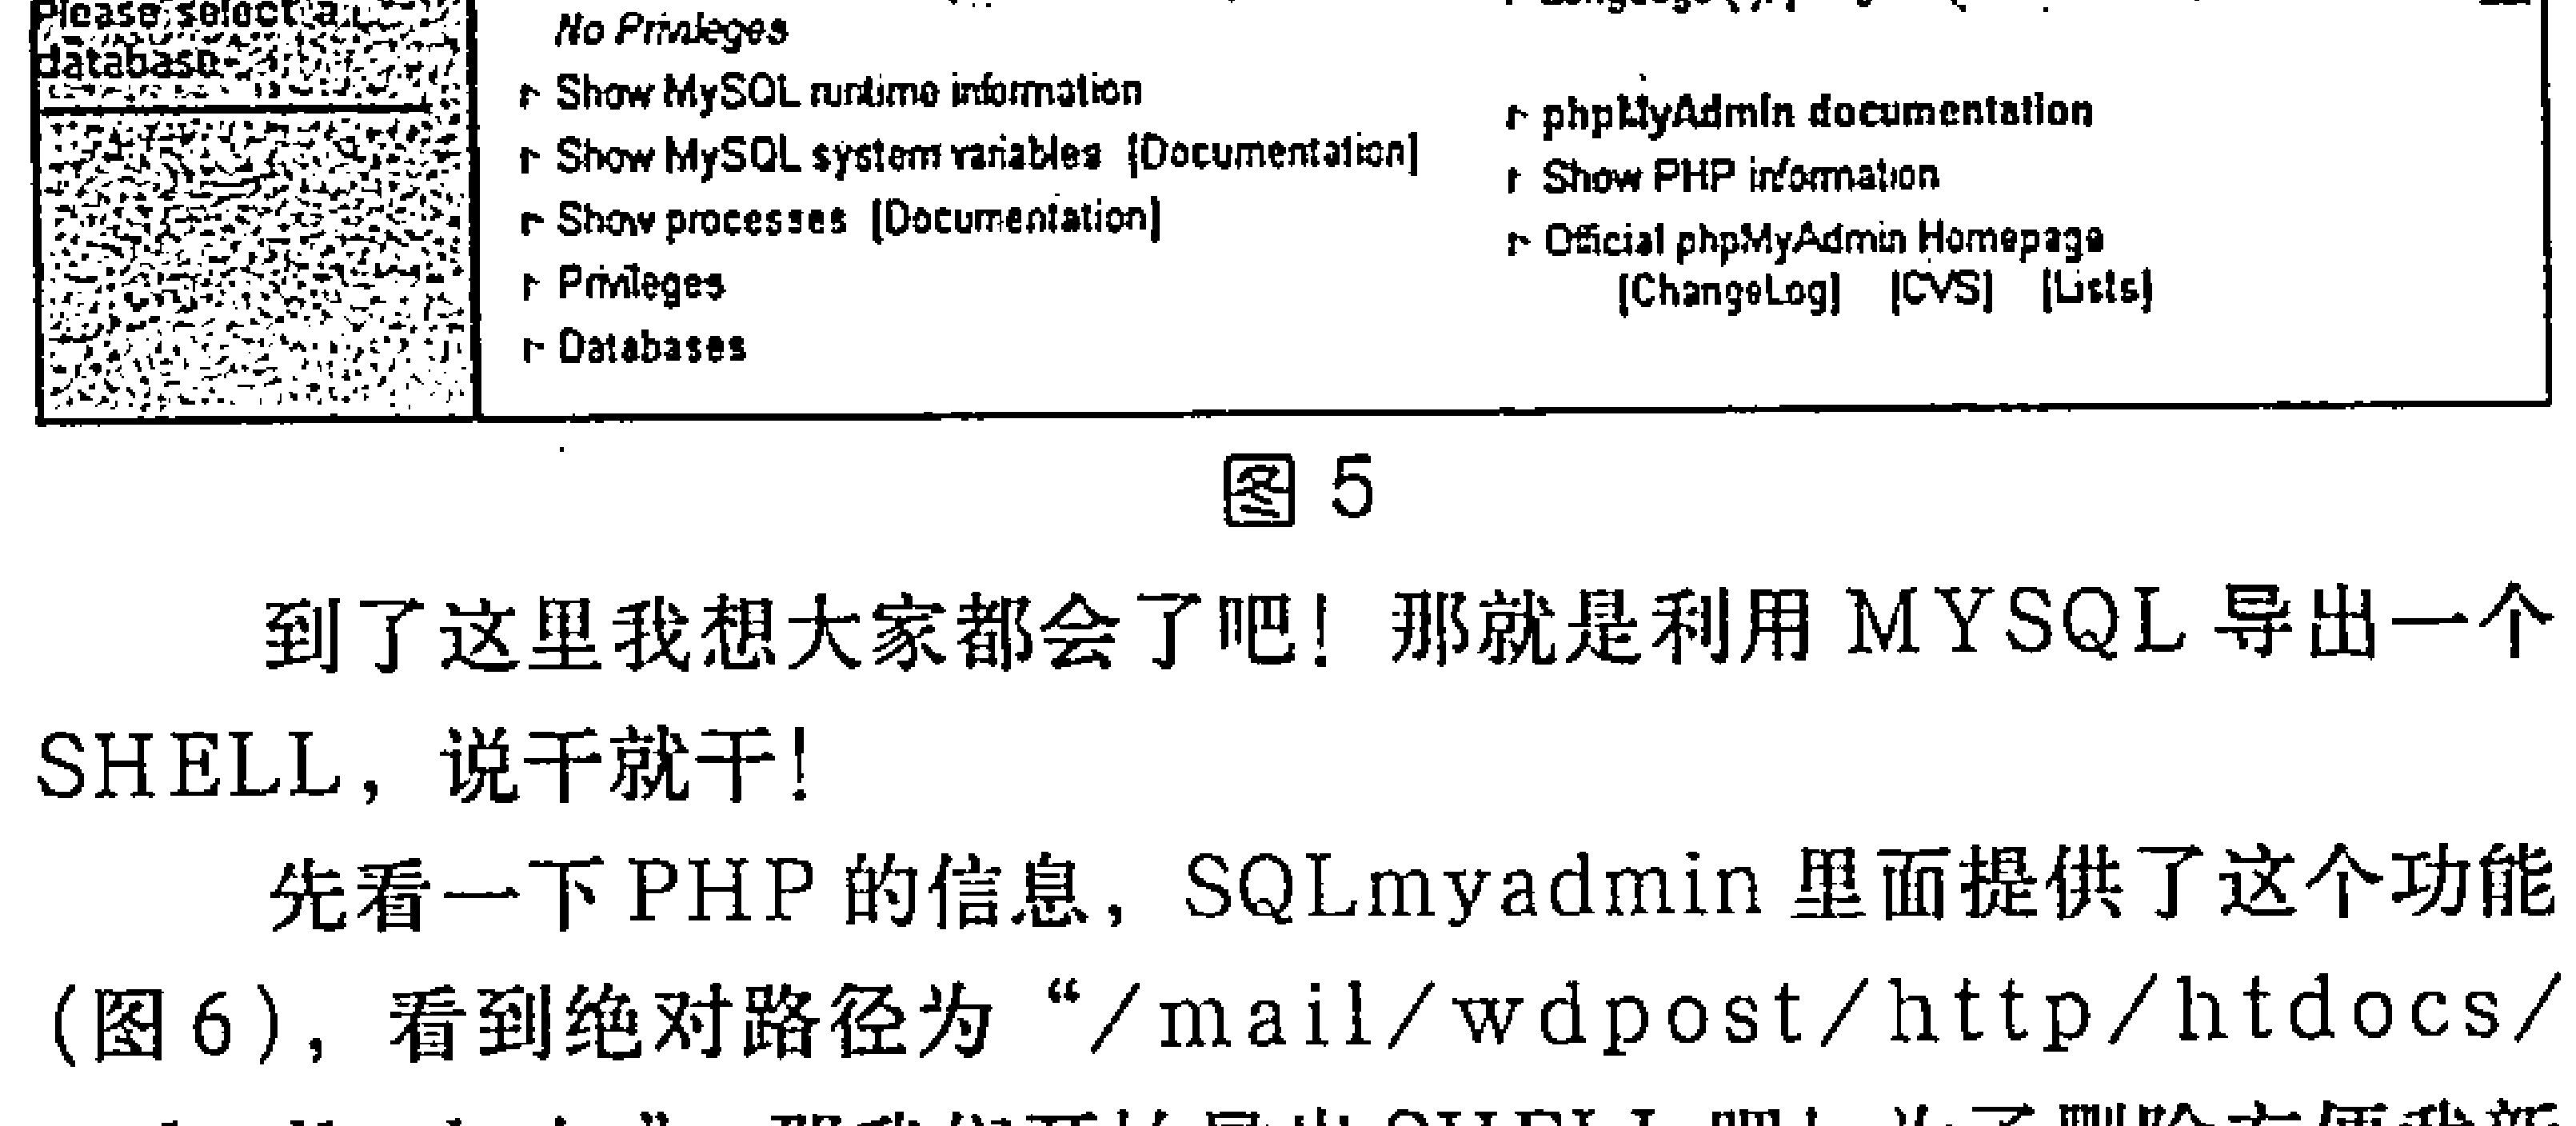 Please select a
database
No Privileges
Show MySQL runtime information
Show MySQL system variables [Documentation]
Show processes [Documentation]
Privileges
Databases
phpMyAdmin documentation
Show PHP information
Official phpMyAdmin Homepage
[ChangeLog] [CVS] [Lists]
图 5
到了这里我想大家都会了吧！那就是利用 MYSQL 导出一个
SHELL，说干就干！
先看一下 PHP 的信息，SQLmyadmin 里面提供了这个功能
(图 6)，看到绝对路径为“/mail/wdpost/http/htdocs/